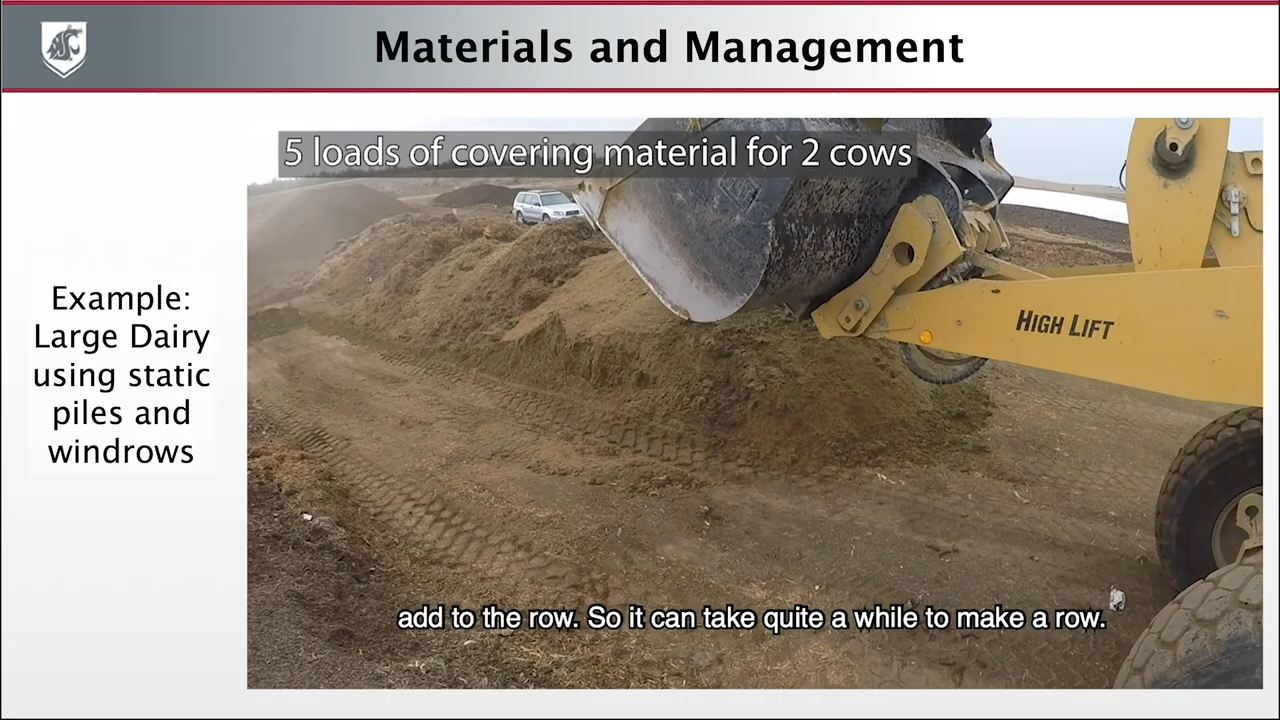 Materials and Management
5 loads of covering material for 2 cows
Example:
Large Dairy
using static
piles and
windrows
HIGH LIFT
add to the row. So it can take quite a while to make a row.